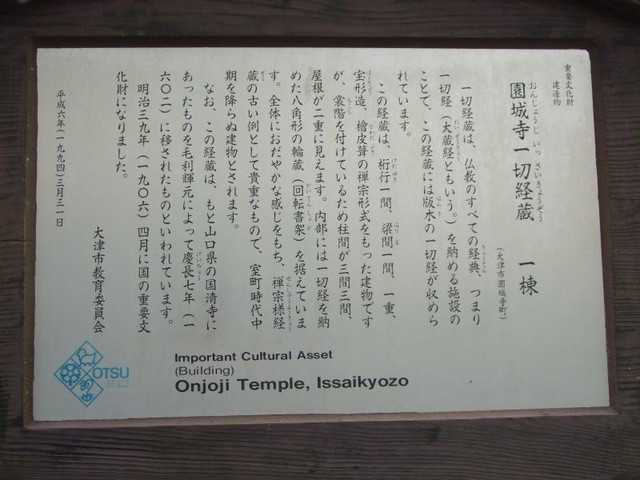 重要文化財
建造物
おんじょうじ いっさいきょうぞう
園城寺一切経蔵 一棟
(大津市園城寺町)
一切経蔵は、仏教のすべての経典、つまり
一切経(大蔵経ともいう。)を納める施設の
ことで、この経蔵には版木の一切経が収めら
れています。
この経蔵は、桁行一間、梁間一間、一重、
宝形造、檜皮葺の禅宗形式をもった建物です
が、裳階を付けているため柱間が三間三間、
屋根が二重に見えます。内部には一切経を納
めた八角形の輪蔵(回転書架)を据えていま
す。全体におだやかな感じをもち、禅宗様経
蔵の古い例として貴重なもので、室町時代中
期を降らぬ建物とされます。
なお、この経蔵は、もと山口県の国清寺に
あったものを毛利輝元によって慶長七年(一
六〇二)に移されたものといわれています。
明治三九年(一九〇六)四月に国の重要文
化財になりました。
大津市教育委員会
平成六年(一九九四)三月三一日
OTSU
Important Cultural Asset
(Building)
Onjoji Temple, Issaikyozo